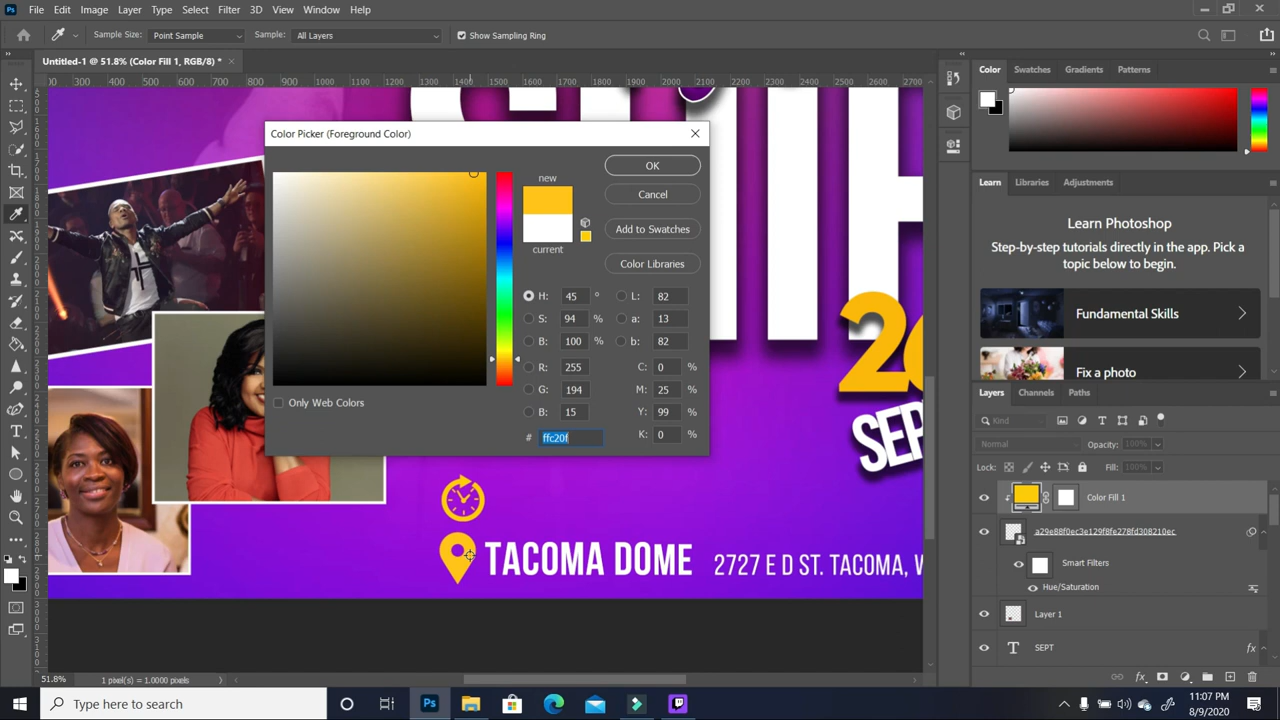 Ps File Edit Image Layer Type Select Filter 3D View Window Help
Sample Size: Point Sample Sample: All Layers Show Sampling Ring
Untitled-1 @ 51.8% (Color Fill 1, RGB/8) *
Color Swatches Gradients Patterns
Color Picker (Foreground Color)
new
current
OK
Cancel
Add to Swatches
Color Libraries
H: 45 ° L: 82
S: 94 % a: 13
B: 100 % b: 82
R: 255 C: 0 %
G: 194 M: 25 %
B: 15 Y: 99 %
# ffc20f K: 0 %
Only Web Colors
SEP
TACOMA DOME 2727 E D ST. TACOMA, W
Learn Libraries Adjustments
Learn Photoshop
Step-by-step tutorials directly in the app. Pick a
topic below to begin.
Fundamental Skills
Fix a photo
Layers Channels Paths
Kind
Normal Opacity: 100%
Lock: Fill: 100%
Color Fill 1
a29e88f0ec3e129f8fe278fd308210ec
Smart Filters
Hue/Saturation
Layer 1
T SEPT fx
51.8% 1 pixel(s) = 1.0000 pixels
Type here to search
11:07 PM
8/9/2020